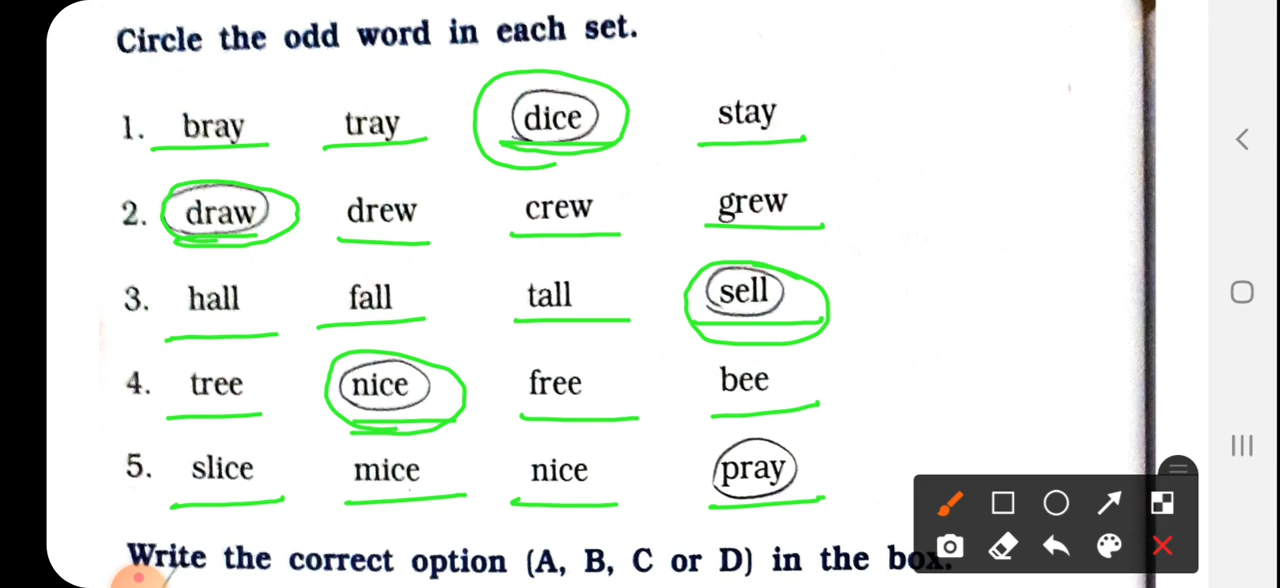 Circle the odd word in each set.
1. bray tray dice stay
2. draw drew crew grew
3. hall fall tall sell
4. tree nice free bee
5. slice mice nice pray
Write the correct option (A, B, C or D) in the box.